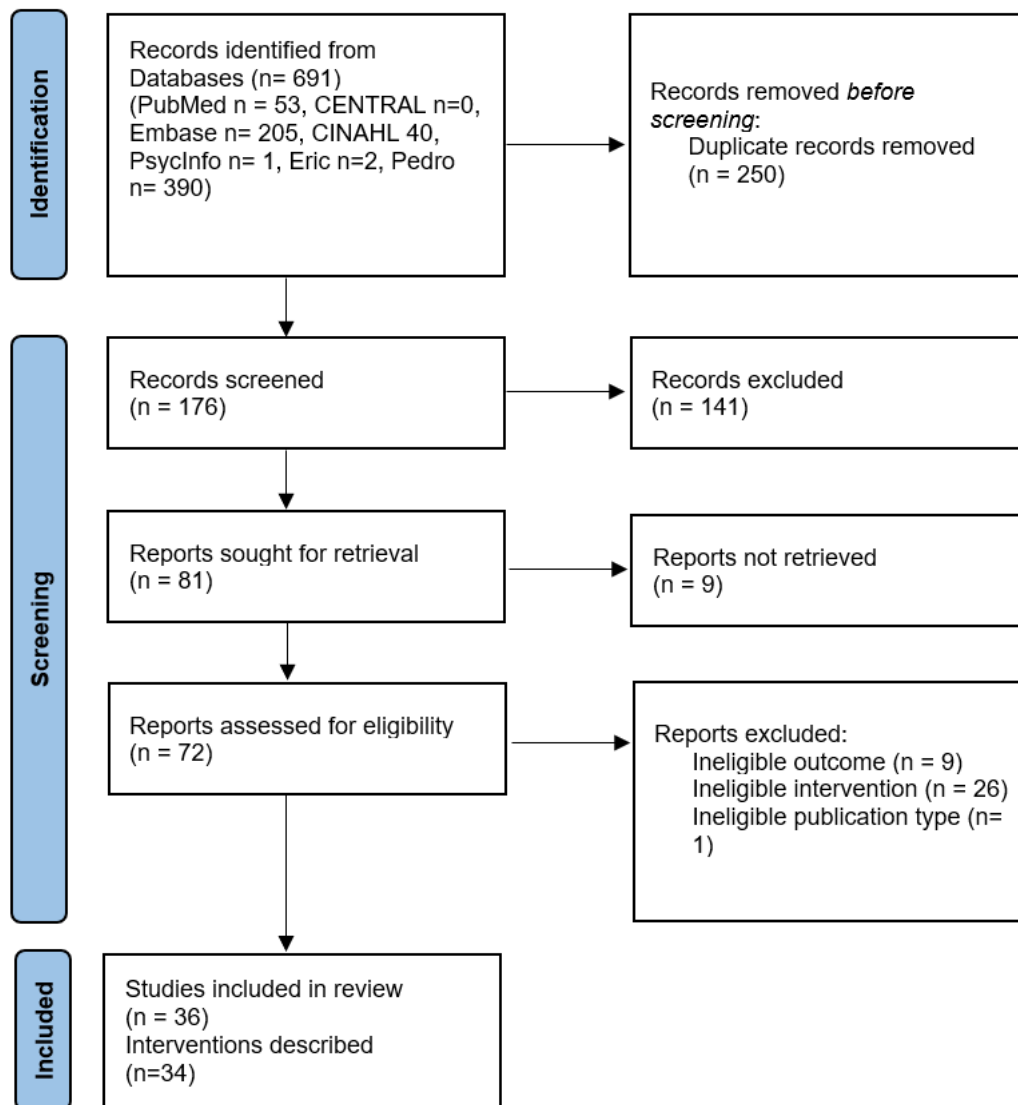 Identification
Records identified from
Databases (n= 691)
(PubMed n = 53, CENTRAL n=0,
Embase n= 205, CINAHL 40,
PsycInfo n= 1, Eric n=2, Pedro
n= 390)
Records removed before
screening:
Duplicate records removed
(n = 250)
Screening
Records screened
(n = 176)
Records excluded
(n = 141)
Reports sought for retrieval
(n = 81)
Reports not retrieved
(n = 9)
Reports assessed for eligibility
(n = 72)
Reports excluded:
Ineligible outcome (n = 9)
Ineligible intervention (n = 26)
Ineligible publication type (n=
1)
Included
Studies included in review
(n = 36)
Interventions described
(n=34)